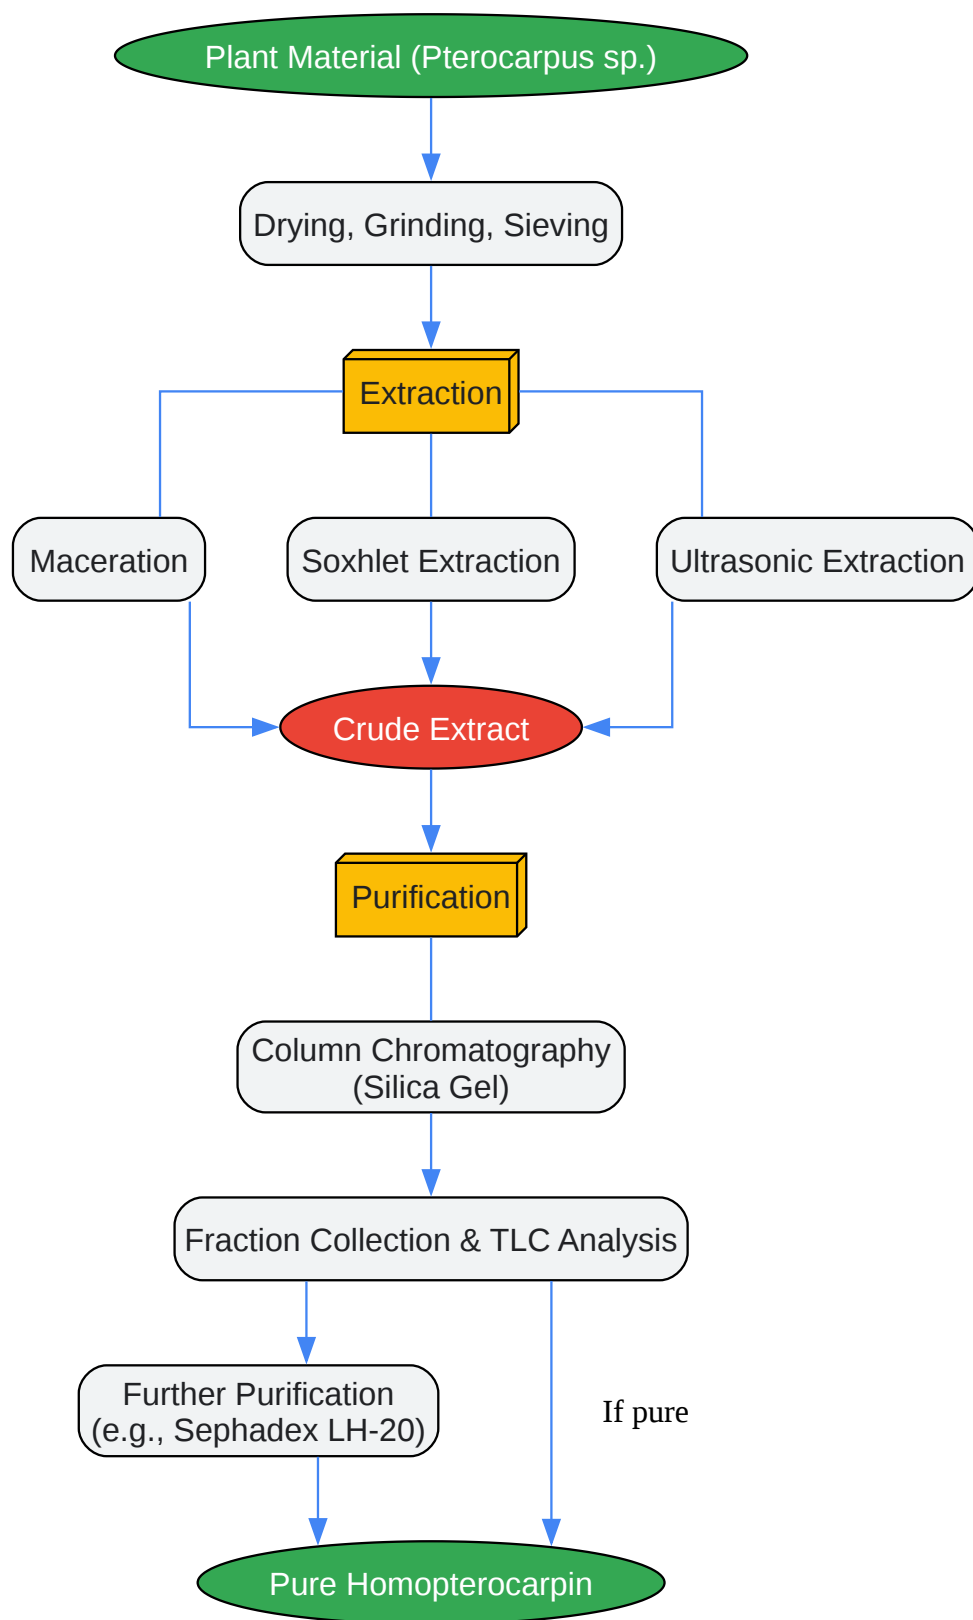 Plant Material (Pterocarpus sp.)
Drying, Grinding, Sieving
Extraction
Maceration
Soxhlet Extraction
Ultrasonic Extraction
Crude Extract
Purification
Column Chromatography
(Silica Gel)
Fraction Collection & TLC Analysis
Further Purification
(e.g., Sephadex LH-20)
If pure
Pure Homopterocarpin